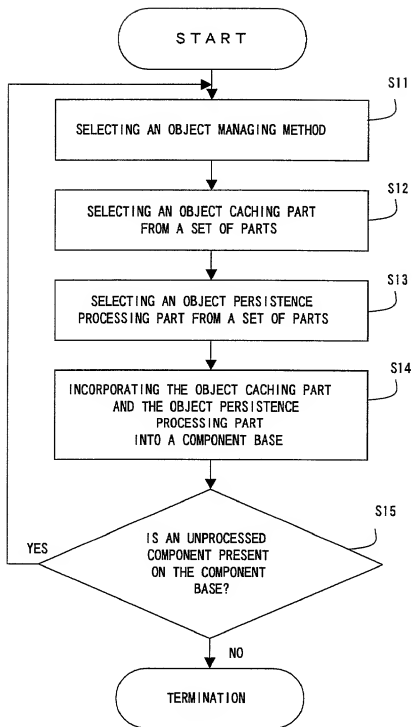 START
S11
SELECTING AN OBJECT MANAGING METHOD
S12
SELECTING AN OBJECT CACHING PART
FROM A SET OF PARTS
S13
SELECTING AN OBJECT PERSISTENCE
PROCESSING PART FROM A SET OF PARTS
S14
INCORPORATING THE OBJECT CACHING PART
AND THE OBJECT PERSISTENCE
PROCESSING PART
INTO A COMPONENT BASE
S15
IS AN UNPROCESSED
COMPONENT PRESENT
ON THE COMPONENT
BASE?
YES
NO
TERMINATION